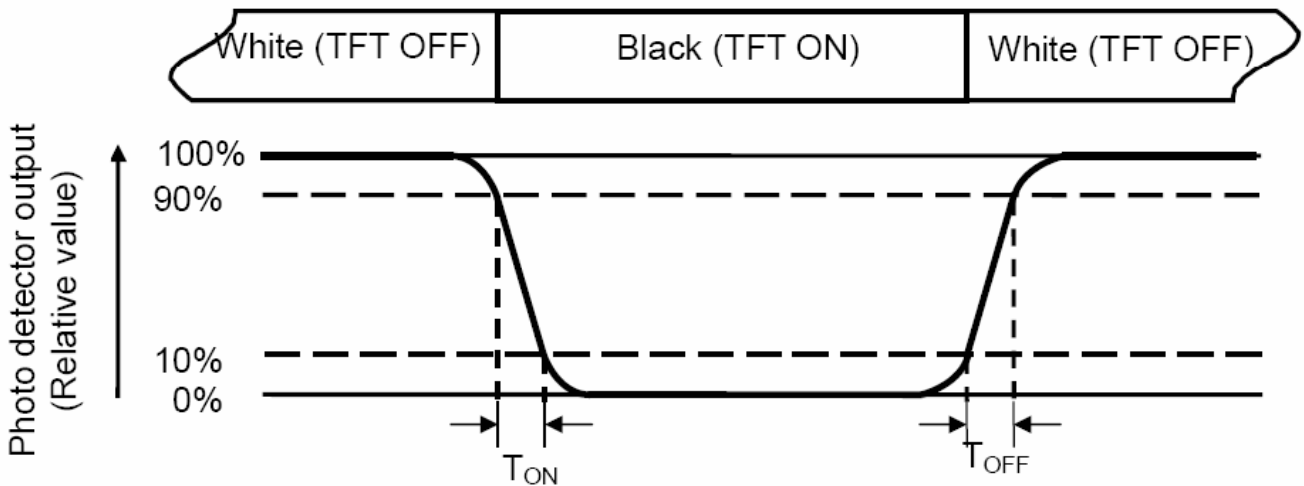 White (TFT OFF)
Black (TFT ON)
White (TFT OFF)
Photo detector output
(Relative value)
100%
90%
10%
0%
TON
TOFF